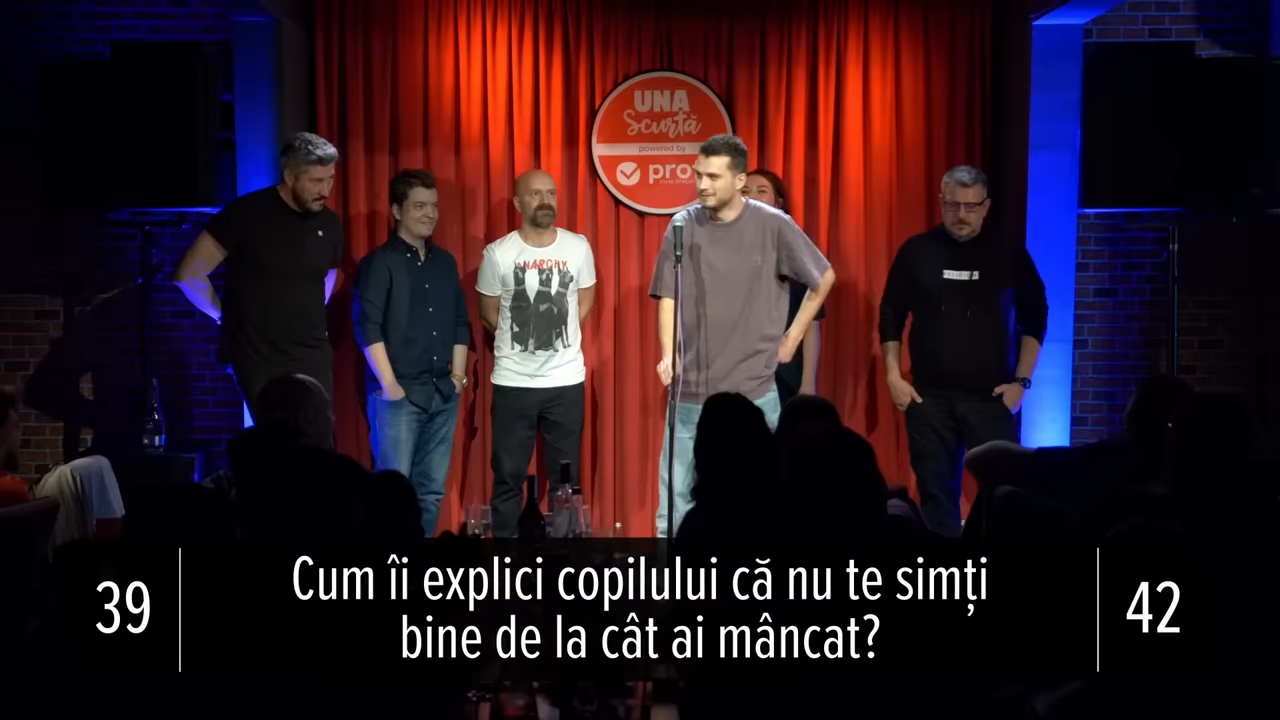 UNA
Scurtă
powered by
pro
ANARCHY
39
Cum îi explici copilului că nu te simți
bine de la cât ai mâncat?
42